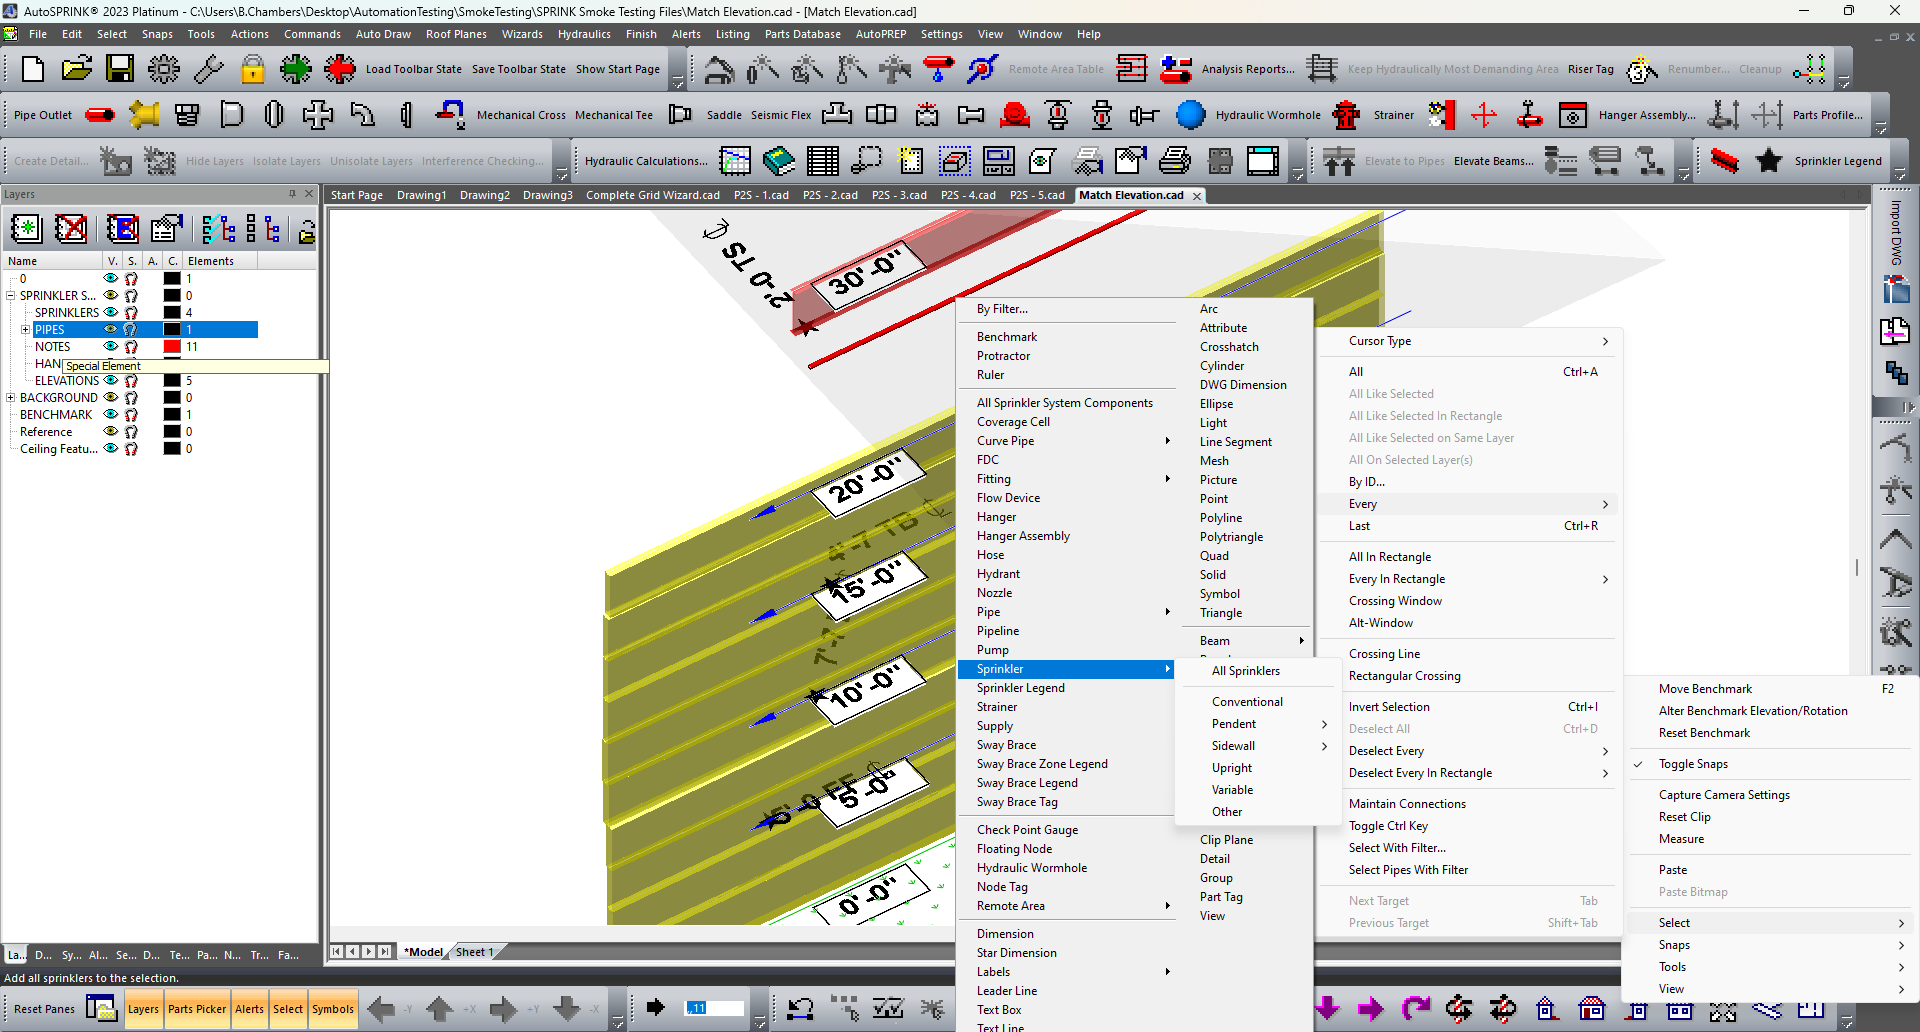 AutoSPRINK® 2023 Platinum - C:\Users\B.Chambers\Desktop\AutomationTesting\SmokeTesting\SPRINK Smoke Testing Files\Match Elevation.cad - [Match Elevation.cad]
File Edit Select Snaps Tools Actions Commands Auto Draw Roof Planes Wizards Hydraulics Finish Alerts Listing Parts Database AutoPREP Settings View Window Help
Load Toolbar State Save Toolbar State Show Start Page Remote Area Table Analysis Reports... Keep Hydraulically Most Demanding Area Riser Tag Renumber... Cleanup
Pipe Outlet Mechanical Cross Mechanical Tee Saddle Seismic Flex Hydraulic Wormhole Strainer Hanger Assembly... Parts Profile...
Create Detail... Hide Layers Isolate Layers Unisolate Layers Interference Checking... Hydraulic Calculations... Elevate to Pipes Elevate Beams... Sprinkler Legend
Layers
Start Page Drawing1 Drawing2 Drawing3 Complete Grid Wizard.cad P2S - 1.cad P2S - 2.cad P2S - 3.cad P2S - 4.cad P2S - 5.cad Match Elevation.cad
Import DWG
Name V. S. A. C. Elements
0 1
SPRINKLER S... 0
SPRINKLERS 4
PIPES 1
NOTES 11
HAN
Special Element
ELEVATIONS 5
BACKGROUND 0
BENCHMARK 1
Reference 0
Ceiling Featu... 0
2'-0 TS
30'-0"
20'-0"
4'-7 TB
15'-0"
10'-0"
5'-0"
0'-0"
By Filter...
Benchmark
Protractor
Ruler
All Sprinkler System Components
Coverage Cell
Curve Pipe
FDC
Fitting
Flow Device
Hanger
Hanger Assembly
Hose
Hydrant
Nozzle
Pipe
Pipeline
Pump
Sprinkler
Sprinkler Legend
Strainer
Supply
Sway Brace
Sway Brace Zone Legend
Sway Brace Legend
Sway Brace Tag
Check Point Gauge
Floating Node
Hydraulic Wormhole
Node Tag
Remote Area
Dimension
Star Dimension
Labels
Leader Line
Text Box
Text Line
Arc
Attribute
Crosshatch
Cylinder
DWG Dimension
Ellipse
Light
Line Segment
Mesh
Picture
Point
Polyline
Polytriangle
Quad
Solid
Symbol
Triangle
Beam
All Sprinklers
Conventional
Pendent
Sidewall
Upright
Variable
Other
Clip Plane
Detail
Group
Part Tag
View
Cursor Type
All Ctrl+A
All Like Selected
All Like Selected In Rectangle
All Like Selected on Same Layer
All On Selected Layer(s)
By ID...
Every
Last Ctrl+R
All In Rectangle
Every In Rectangle
Crossing Window
Alt-Window
Crossing Line
Rectangular Crossing
Invert Selection Ctrl+I
Deselect All Ctrl+D
Deselect Every
Deselect Every In Rectangle
Maintain Connections
Toggle Ctrl Key
Select With Filter...
Select Pipes With Filter
Next Target Tab
Previous Target Shift+Tab
Move Benchmark F2
Alter Benchmark Elevation/Rotation
Reset Benchmark
Toggle Snaps
Capture Camera Settings
Reset Clip
Measure
Paste
Paste Bitmap
Select
Snaps
Tools
View
La... D... Sy... Al... Se... D... Te... Pa... N... Tr... Fa...
*Model Sheet 1
Add all sprinklers to the selection.
Reset Panes Layers Parts Picker Alerts Select Symbols -Y +X +Y -X ,,11